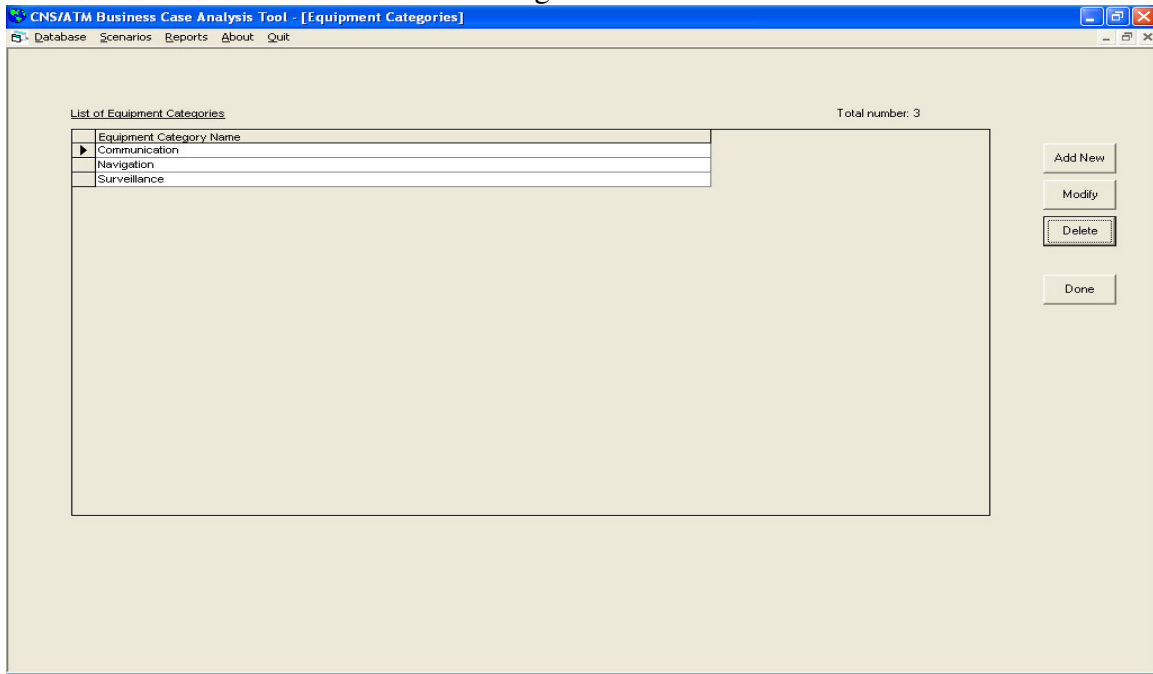 CNS/ATM Business Case Analysis Tool - [Equipment Categories]
Database Scenarios Reports About Quit
List of Equipment Categories Total number: 3
Equipment Category Name
Communication
Navigation
Surveillance
Add New
Modify
Delete
Done